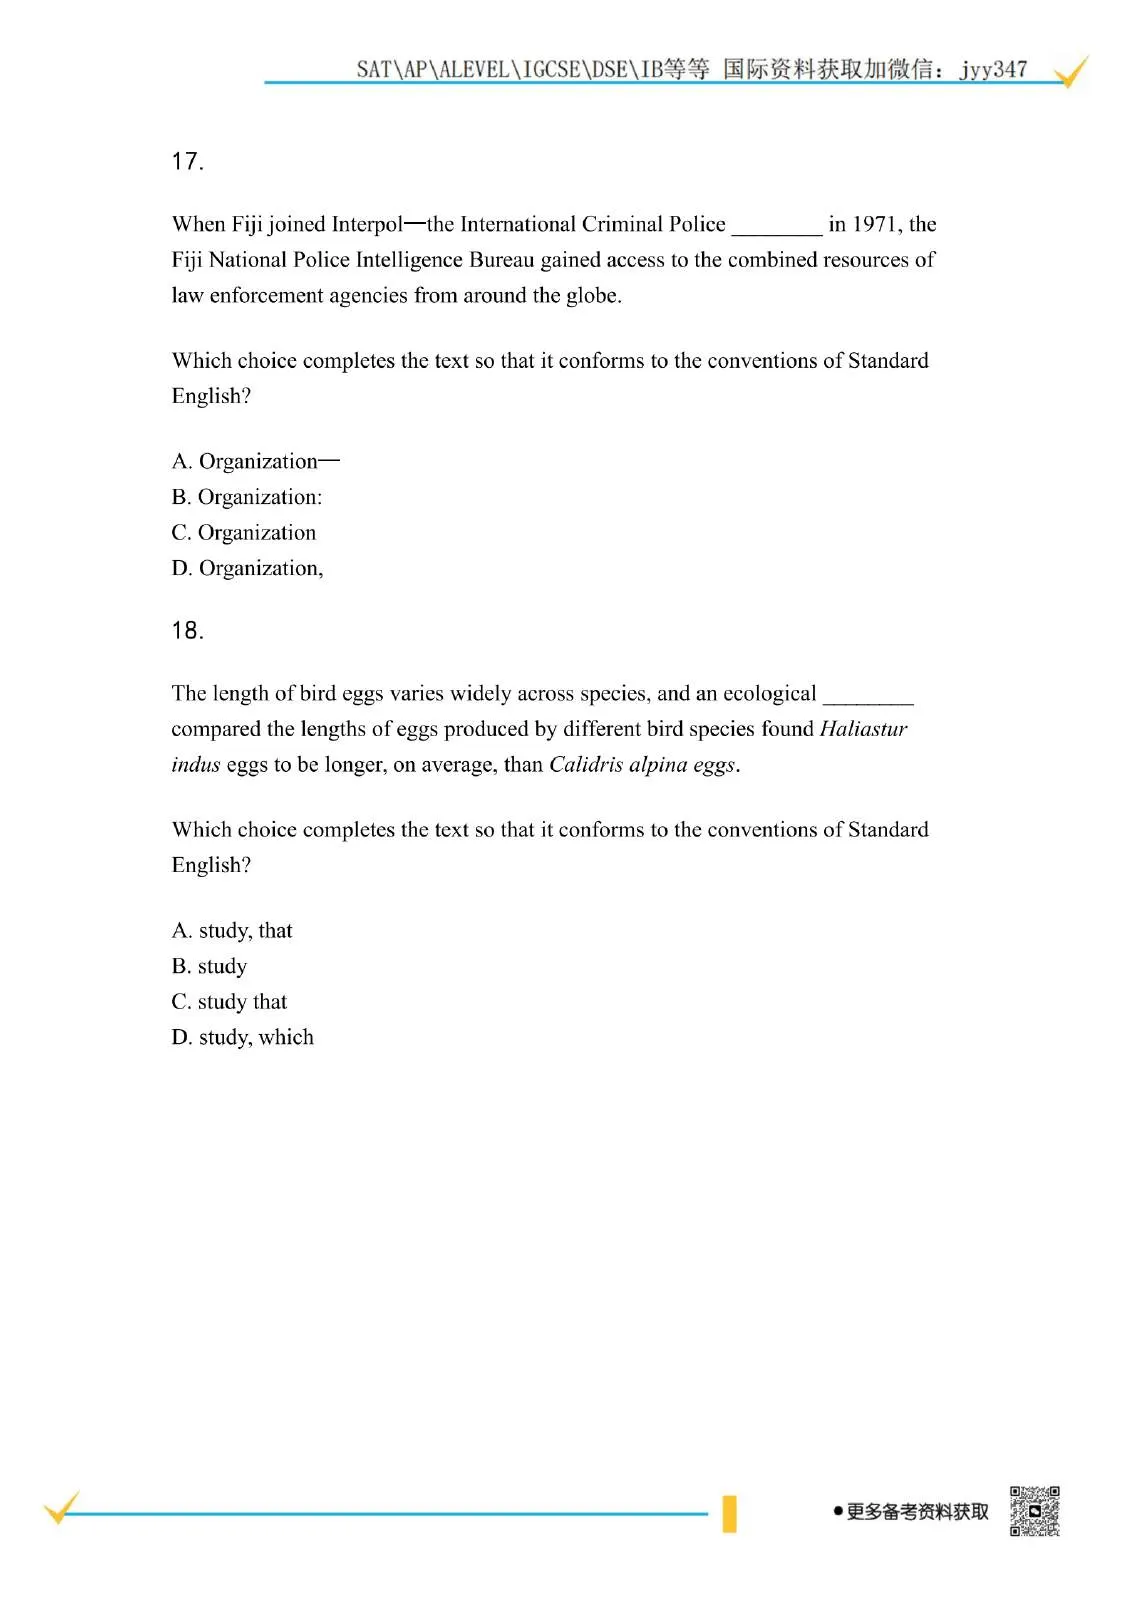 SAT\AP\ALEVEL\IGCSE\DSE\IB等等 国际资料获取加微信：jyy347
17.
When Fiji joined Interpol—the International Criminal Police ________ in 1971, the
Fiji National Police Intelligence Bureau gained access to the combined resources of
law enforcement agencies from around the globe.
Which choice completes the text so that it conforms to the conventions of Standard
English?
A. Organization—
B. Organization:
C. Organization
D. Organization,
18.
The length of bird eggs varies widely across species, and an ecological ________
compared the lengths of eggs produced by different bird species found Haliastur
indus eggs to be longer, on average, than Calidris alpina eggs.
Which choice completes the text so that it conforms to the conventions of Standard
English?
A. study, that
B. study
C. study that
D. study, which
●更多备考资料获取